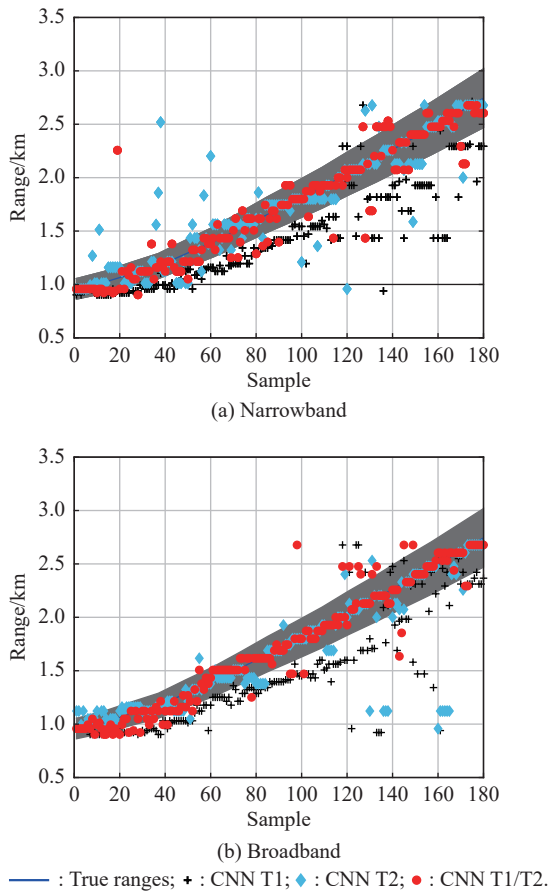 3.5
3.0
2.5
2.0
1.5
1.0
0.5
Range/km
0 20 40 60 80 100 120 140 160 180
Sample
(a) Narrowband
3.5
3.0
2.5
2.0
1.5
1.0
0.5
Range/km
0 20 40 60 80 100 120 140 160 180
Sample
(b) Broadband
: True ranges; : CNN T1; : CNN T2; : CNN T1/T2.